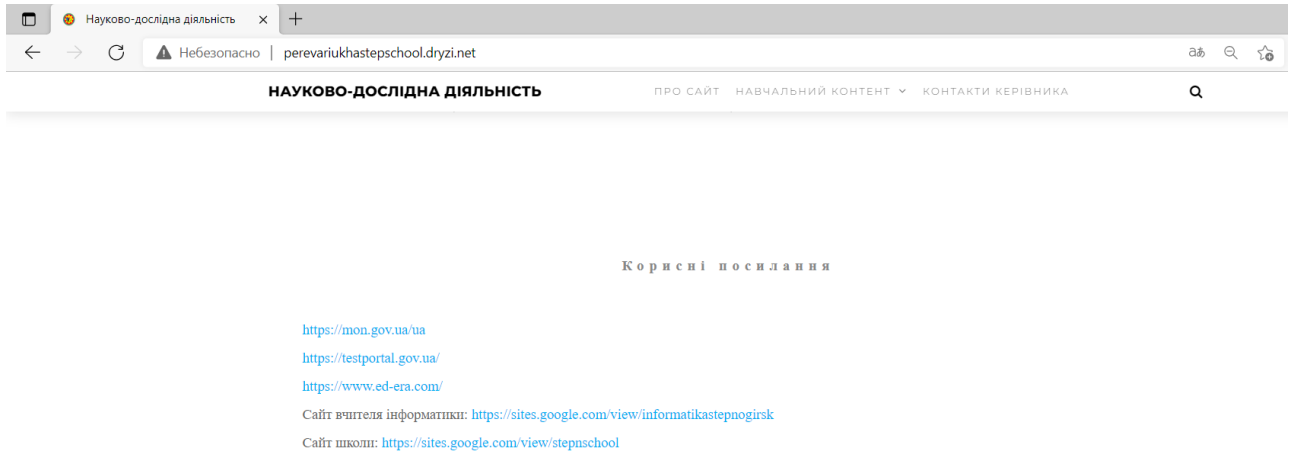 Науково-дослідна діяльність
Небезопасно | perevariukhastepschool.dryzi.net
НАУКОВО-ДОСЛІДНА ДІЯЛЬНІСТЬ ПРО САЙТ НАВЧАЛЬНИЙ КОНТЕНТ КОНТАКТИ КЕРІВНИКА
Корисні посилання
https://mon.gov.ua/ua
https://testportal.gov.ua/
https://www.ed-era.com/
Сайт вчителя інформатики: https://sites.google.com/view/informatikastepnogirsk
Сайт школи: https://sites.google.com/view/stepnschool